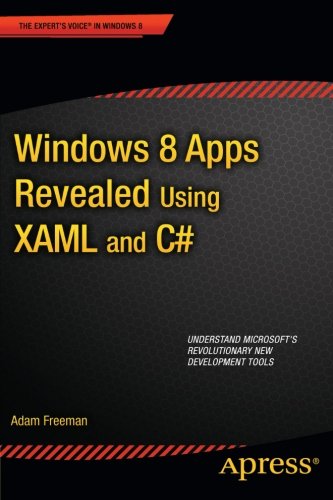 THE EXPERT'S VOICE® IN WINDOWS 8
Windows 8 Apps
Revealed Using
XAML and C#
UNDERSTAND MICROSOFT'S
REVOLUTIONARY NEW
DEVELOPMENT TOOLS
Adam Freeman
Apress®